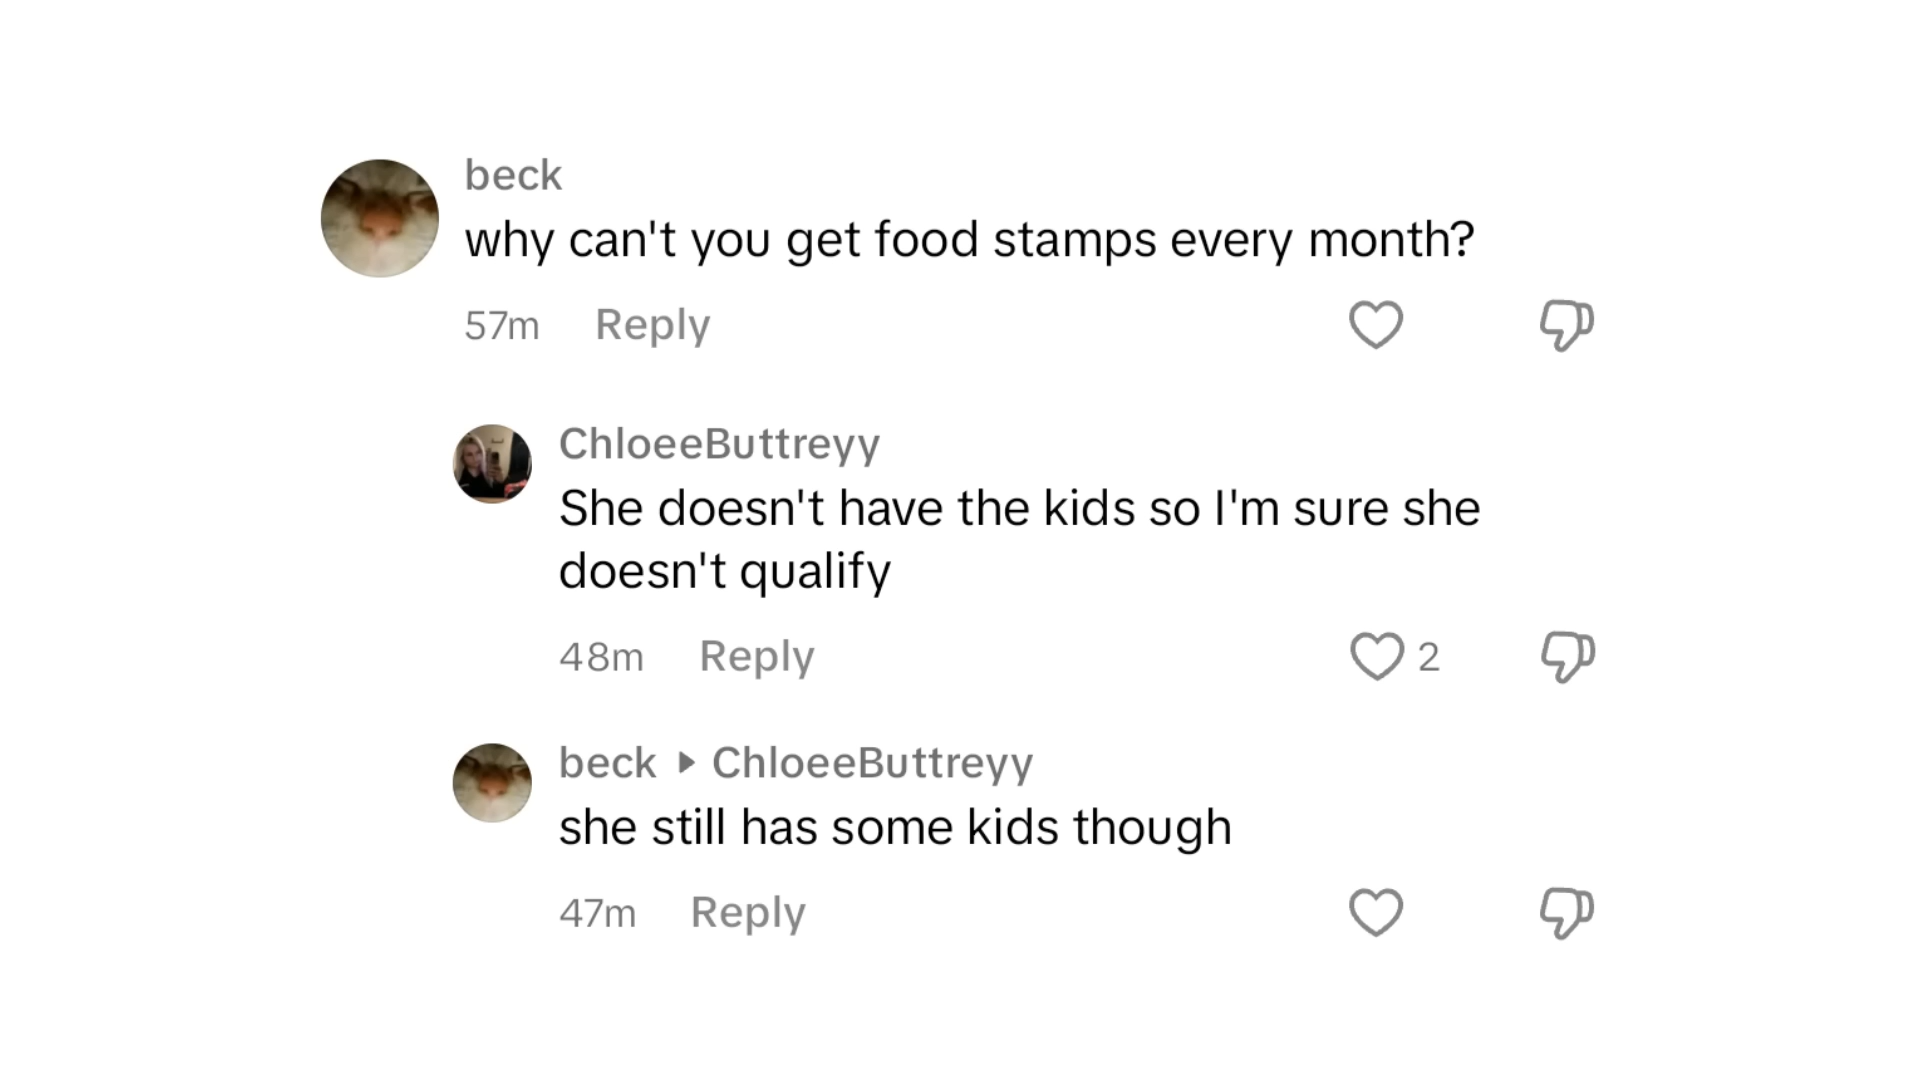 beck
why can't you get food stamps every month?
57m Reply
ChloeeButtreyy
She doesn't have the kids so I'm sure she
doesn't qualify
48m Reply 2
beck ▸ ChloeeButtreyy
she still has some kids though
47m Reply